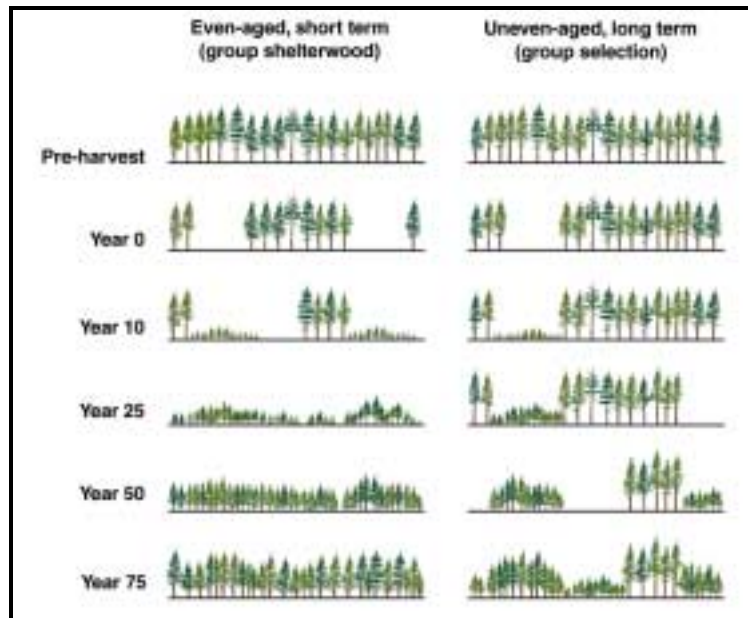 Even-aged, short term
(group shelterwood)
Uneven-aged, long term
(group selection)
Pre-harvest
Year 0
Year 10
Year 25
Year 50
Year 75